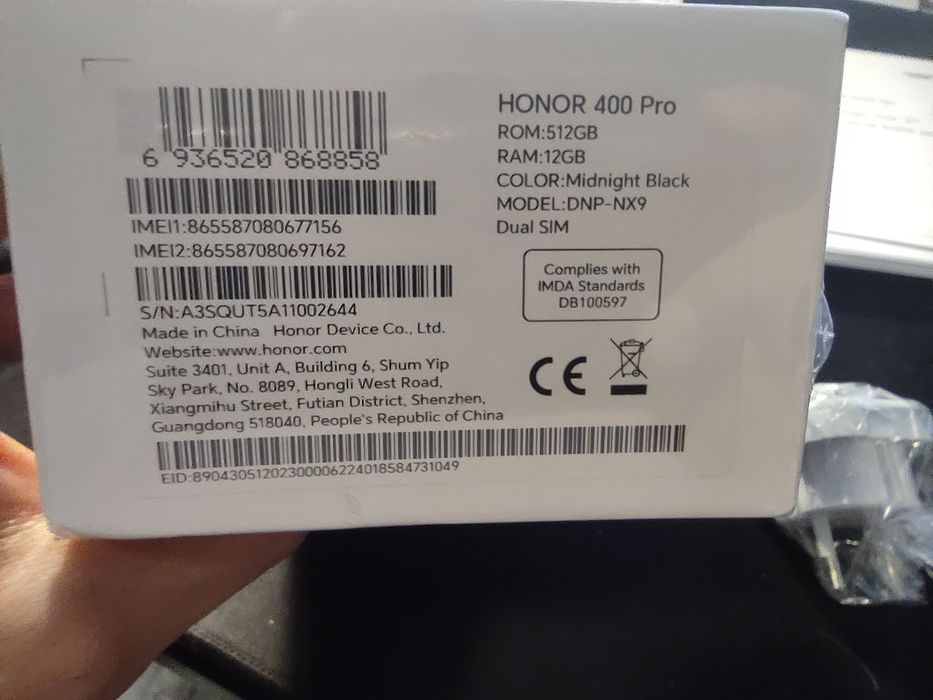 6 936520 868858
IMEI1:865587080677156
IMEI2:865587080697162
S/N:A3SQUT5A11002644
Made in China Honor Device Co., Ltd.
Website:www.honor.com
Suite 3401, Unit A, Building 6, Shum Yip
Sky Park, No. 8089, Hongli West Road,
Xiangmihu Street, Futian District, Shenzhen,
Guangdong 518040, People's Republic of China
EID:89043051202300006224018584731049
HONOR 400 Pro
ROM:512GB
RAM:12GB
COLOR:Midnight Black
MODEL:DNP-NX9
Dual SIM
Complies with
IMDA Standards
DB100597
CE